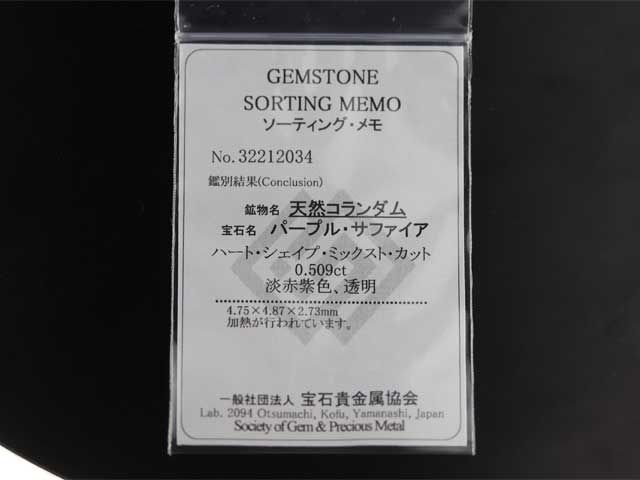 GEMSTONE
SORTING MEMO
ソーティング・メモ
No.32212034
鑑別結果(Conclusion)
鉱物名 天然コランダム
宝石名 パープル・サファイア
ハート・シェイプ・ミックスト・カット
0.509ct
淡赤紫色、透明
4.75×4.87×2.73mm
加熱が行われています。
一般社団法人 宝石貴金属協会
Lab. 2094 Otsumachi, Kofu, Yamanashi, Japan
Society of Gem & Precious Metal